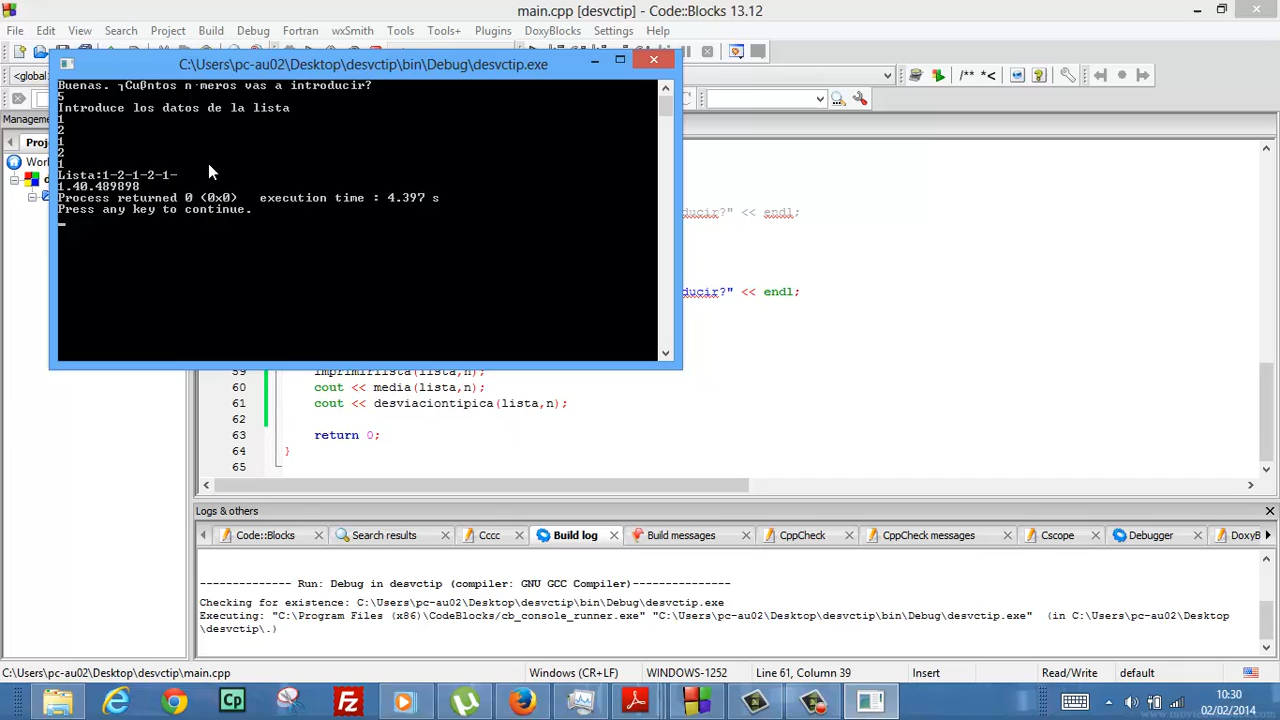 main.cpp [desvctip] - Code::Blocks 13.12
File Edit View Search Project Build Debug Fortran wxSmith Tools Tools+ Plugins DoxyBlocks Settings Help
C:\Users\pc-au02\Desktop\desvctip\bin\Debug\desvctip.exe
<global>
/** *<
Buenas. ┐Cußntos n·meros vas a introducir?
5
Introduce los datos de la lista
1
2
1
2
1
Lista:1-2-1-2-1-
1.40.489898
Process returned 0 (0x0) execution time : 4.397 s
Press any key to continue.
Manageme
Proj
Work
d
ducir?" << endl;
ducir?" << endl;
59 imprimirlista(lista,n);
60 cout << media(lista,n);
61 cout << desviaciontipica(lista,n);
62
63 return 0;
64 }
65
Logs & others
Code::Blocks Search results Cccc Build log Build messages CppCheck CppCheck messages Cscope Debugger DoxyB
-------------- Run: Debug in desvctip (compiler: GNU GCC Compiler)---------------
Checking for existence: C:\Users\pc-au02\Desktop\desvctip\bin\Debug\desvctip.exe
Executing: "C:\Program Files (x86)\CodeBlocks/cb_console_runner.exe" "C:\Users\pc-au02\Desktop\desvctip\bin\Debug\desvctip.exe" (in C:\Users\pc-au02\Desktop
\desvctip\.)
C:\Users\pc-au02\Desktop\desvctip\main.cpp Windows (CR+LF) WINDOWS-1252 Line 61, Column 39 Insert Read/Write default
Cp
10:30
02/02/2014